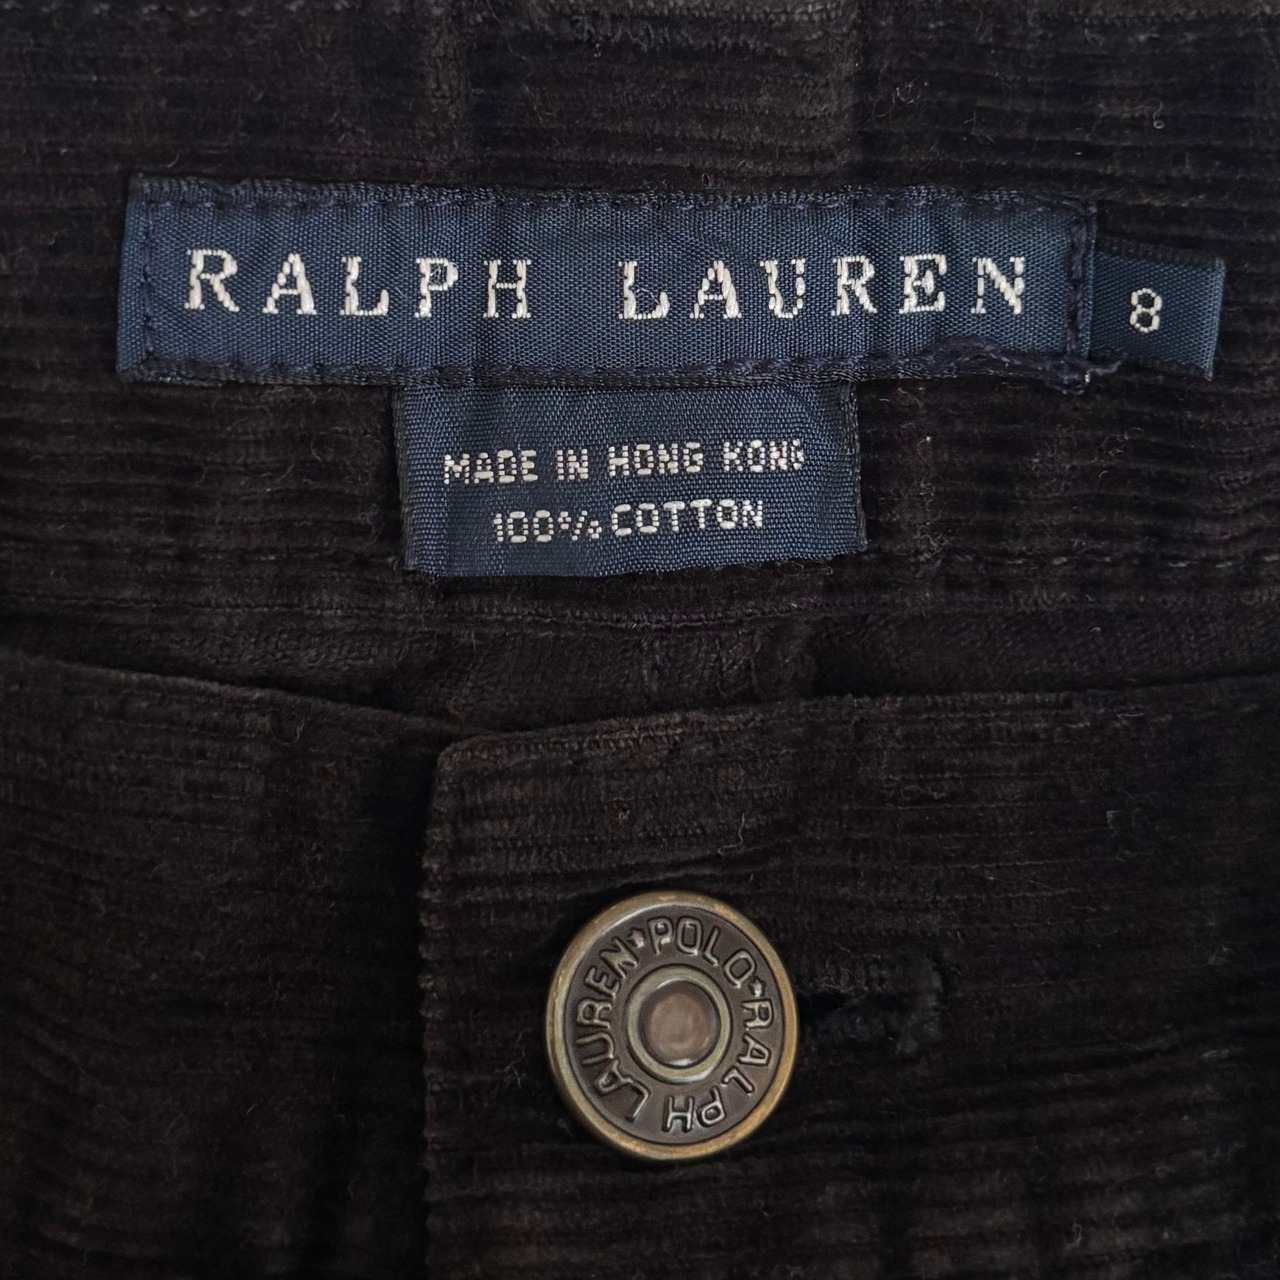 RALPH LAUREN
8
MADE IN HONG KONG
100% COTTON
POLO RALPH LAUREN